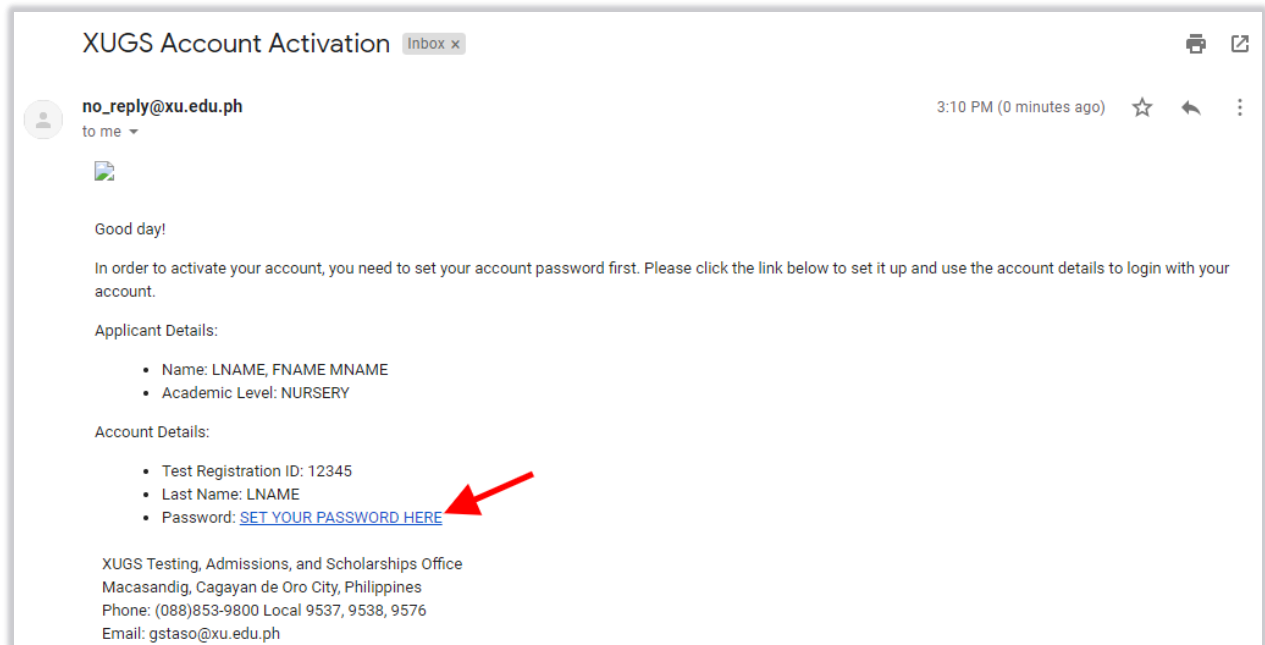 XUGS Account Activation Inbox x
no_reply@xu.edu.ph 3:10 PM (0 minutes ago)
to me
Good day!
In order to activate your account, you need to set your account password first. Please click the link below to set it up and use the account details to login with your
account.
Applicant Details:
• Name: LNAME, FNAME MNAME
• Academic Level: NURSERY
Account Details:
• Test Registration ID: 12345
• Last Name: LNAME
• Password: SET YOUR PASSWORD HERE
XUGS Testing, Admissions, and Scholarships Office
Macasandig, Cagayan de Oro City, Philippines
Phone: (088)853-9800 Local 9537, 9538, 9576
Email: gstaso@xu.edu.ph